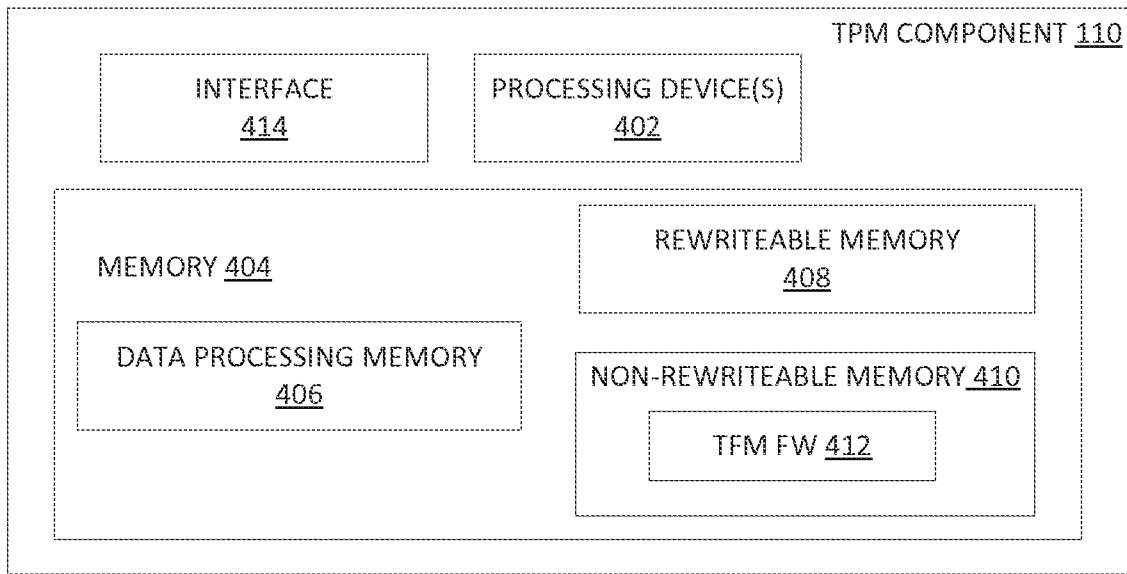 TPM COMPONENT 110
INTERFACE
414
PROCESSING DEVICE(S)
402
MEMORY 404
REWRITEABLE MEMORY
408
DATA PROCESSING MEMORY
406
NON-REWRITEABLE MEMORY 410
TFM FW 412